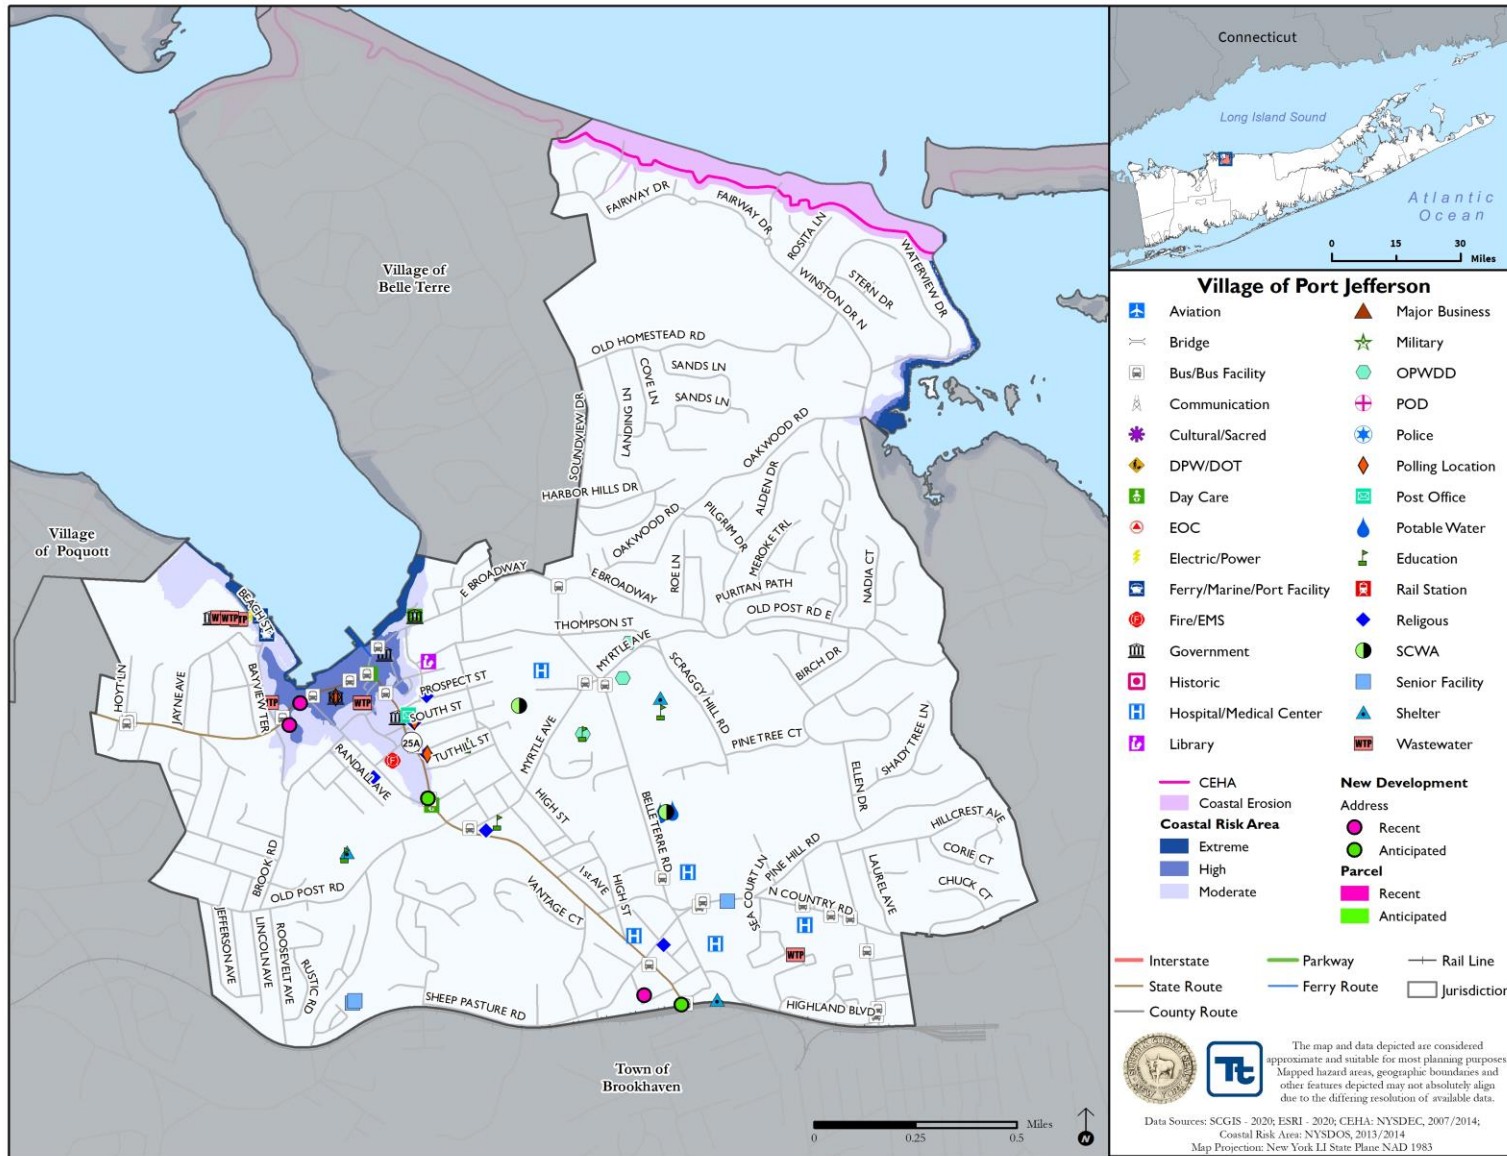 Village of
Belle Terre
Village
of Poquott
Town of
Brookhaven
FAIRWAY DR
FAIRWAY DR
ROSITA LN
WATERVIEW DR
STERN DR
WINSTON DR N
OLD HOMESTEAD RD
SANDS LN
COVE LN
SANDS LN
LANDING LN
SOUNDVIEW DR
OAKWOOD RD
HARBOR HILLS DR
ALDEN DR
OAKWOOD RD
PILGRIM DR
MEROKE TRL
NADIA CT
E BROADWAY
E BROADWAY
ROE LN
PURITAN PATH
OLD POST RD E
BEACH ST
THOMPSON ST
MYRTLE AVE
BIRCH DR
SCRAGGY HILL RD
HOYT LN
JAYNE AVE
BAYVIEW TER
PROSPECT ST
SOUTH ST
25A
TUTHILL ST
MYRTLE AVE
PINE TREE CT
SHADY TREE LN
RANDALL AVE
ELLEN DR
HIGH ST
BELLE TERRE RD
HILLCREST AVE
PINE HILL RD
CORIE CT
BROOK RD
OLD POST RD
1st AVE
HIGH ST
SEA COURT LN
LAUREL AVE
CHUCK CT
VANTAGE CT
N COUNTRY RD
JEFFERSON AVE
LINCOLN AVE
ROOSEVELT AVE
RUSTIC RD
SHEEP PASTURE RD
HIGHLAND BLVD
WTP
WTP
WTP
0 0.25 0.5 Miles
N
Connecticut
Long Island Sound
Atlantic
Ocean
0 15 30
Miles
Village of Port Jefferson
Aviation
Bridge
Bus/Bus Facility
Communication
Cultural/Sacred
DPW/DOT
Day Care
EOC
Electric/Power
Ferry/Marine/Port Facility
Fire/EMS
Government
Historic
Hospital/Medical Center
Library
Major Business
Military
OPWDD
POD
Police
Polling Location
Post Office
Potable Water
Education
Rail Station
Religous
SCWA
Senior Facility
Shelter
WTP Wastewater
CEHA
Coastal Erosion
Coastal Risk Area
Extreme
High
Moderate
New Development
Address
Recent
Anticipated
Parcel
Recent
Anticipated
Interstate
State Route
County Route
Parkway
Ferry Route
Rail Line
Jurisdiction
The map and data depicted are considered
approximate and suitable for most planning purposes.
Mapped hazard areas, geographic boundaries and
other features depicted may not absolutely align
due to the differing resolution of available data.
Data Sources: SCGIS - 2020; ESRI - 2020; CEHA: NYSDEC, 2007/2014;
Coastal Risk Area: NYSDOS, 2013/2014
Map Projection: New York LI State Plane NAD 1983